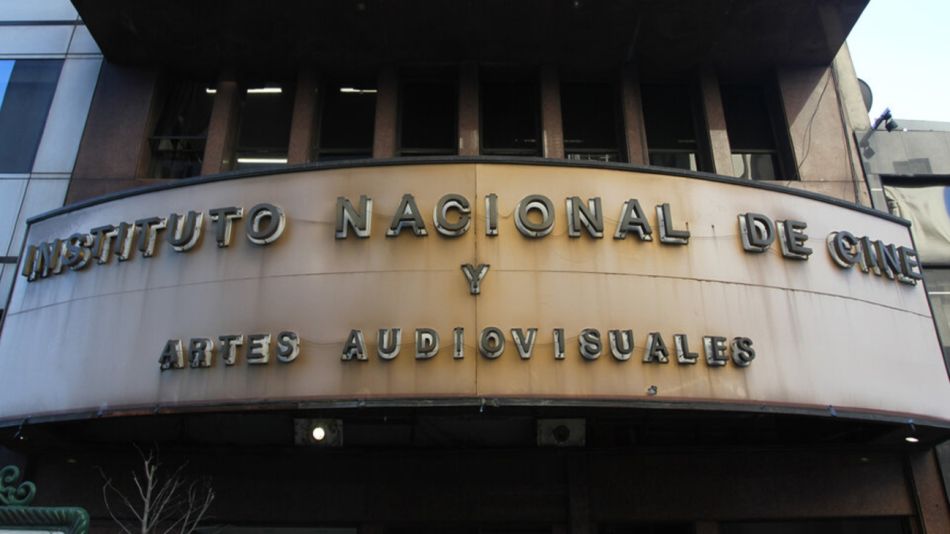 INSTITUTO NACIONAL DE CINE
Y
ARTES AUDIOVISUALES